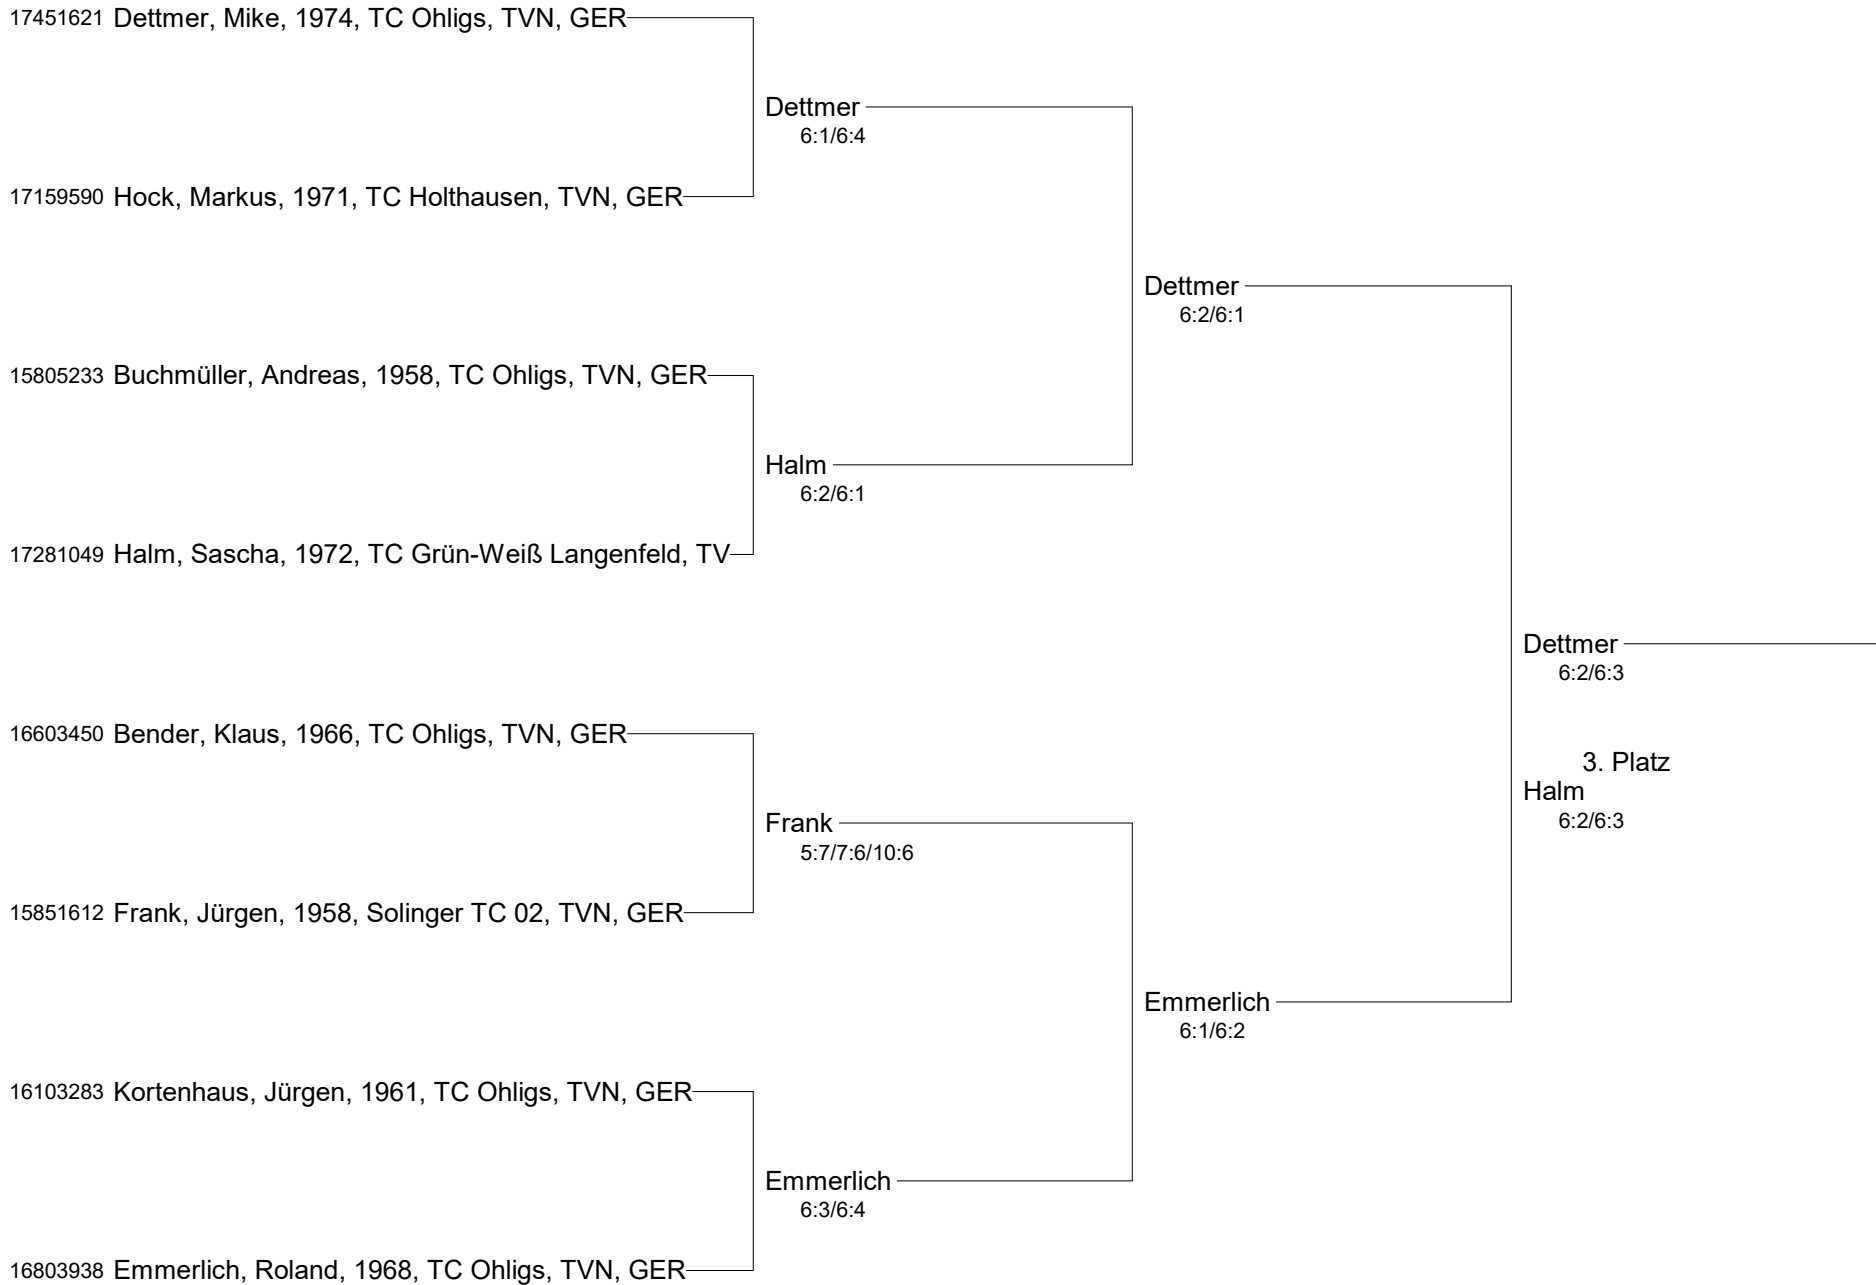 17451621 Dettmer, Mike, 1974, TC Ohligs, TVN, GER
Dettmer
6:1/6:4
17159590 Hock, Markus, 1971, TC Holthausen, TVN, GER
Dettmer
6:2/6:1
15805233 Buchmüller, Andreas, 1958, TC Ohligs, TVN, GER
Halm
6:2/6:1
17281049 Halm, Sascha, 1972, TC Grün-Weiß Langenfeld, TV
Dettmer
6:2/6:3
16603450 Bender, Klaus, 1966, TC Ohligs, TVN, GER
3. Platz
Halm
6:2/6:3
Frank
5:7/7:6/10:6
15851612 Frank, Jürgen, 1958, Solinger TC 02, TVN, GER
Emmerlich
6:1/6:2
16103283 Kortenhaus, Jürgen, 1961, TC Ohligs, TVN, GER
Emmerlich
6:3/6:4
16803938 Emmerlich, Roland, 1968, TC Ohligs, TVN, GER